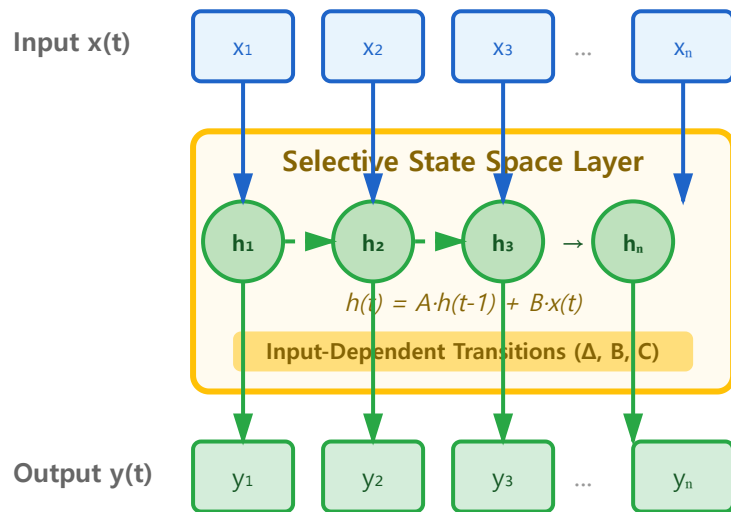 Input x(t) x₁ x₂ x₃ ... xₙ
Selective State Space Layer
h₁ h₂ h₃ → hₙ
h(t) = A·h(t-1) + B·x(t)
Input-Dependent Transitions (Δ, B, C)
Output y(t) y₁ y₂ y₃ ... yₙ